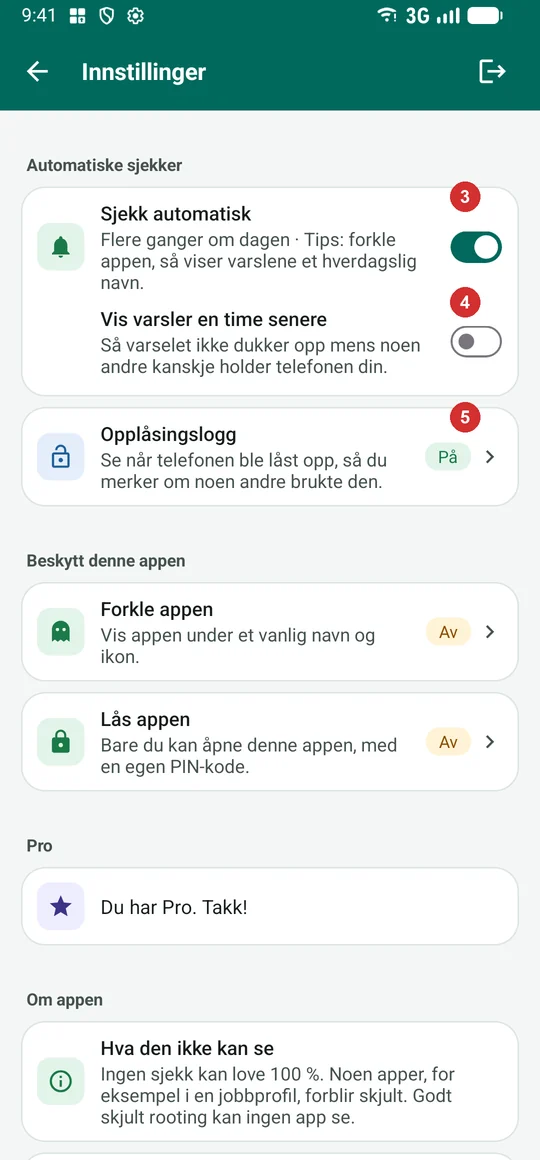 9:41
3G
Innstillinger
Automatiske sjekker
3
Sjekk automatisk
Flere ganger om dagen · Tips: forkle
appen, så viser varslene et hverdagslig
navn.
4
Vis varsler en time senere
Så varselet ikke dukker opp mens noen
andre kanskje holder telefonen din.
5
Opplåsingslogg
Se når telefonen ble låst opp, så du
merker om noen andre brukte den.
På
Beskytt denne appen
Forkle appen
Vis appen under et vanlig navn og
ikon.
Av
Lås appen
Bare du kan åpne denne appen, med
en egen PIN-kode.
Av
Pro
Du har Pro. Takk!
Om appen
Hva den ikke kan se
Ingen sjekk kan love 100 %. Noen apper, for
eksempel i en jobbprofil, forblir skjult. Godt
skjult rooting kan ingen app se.